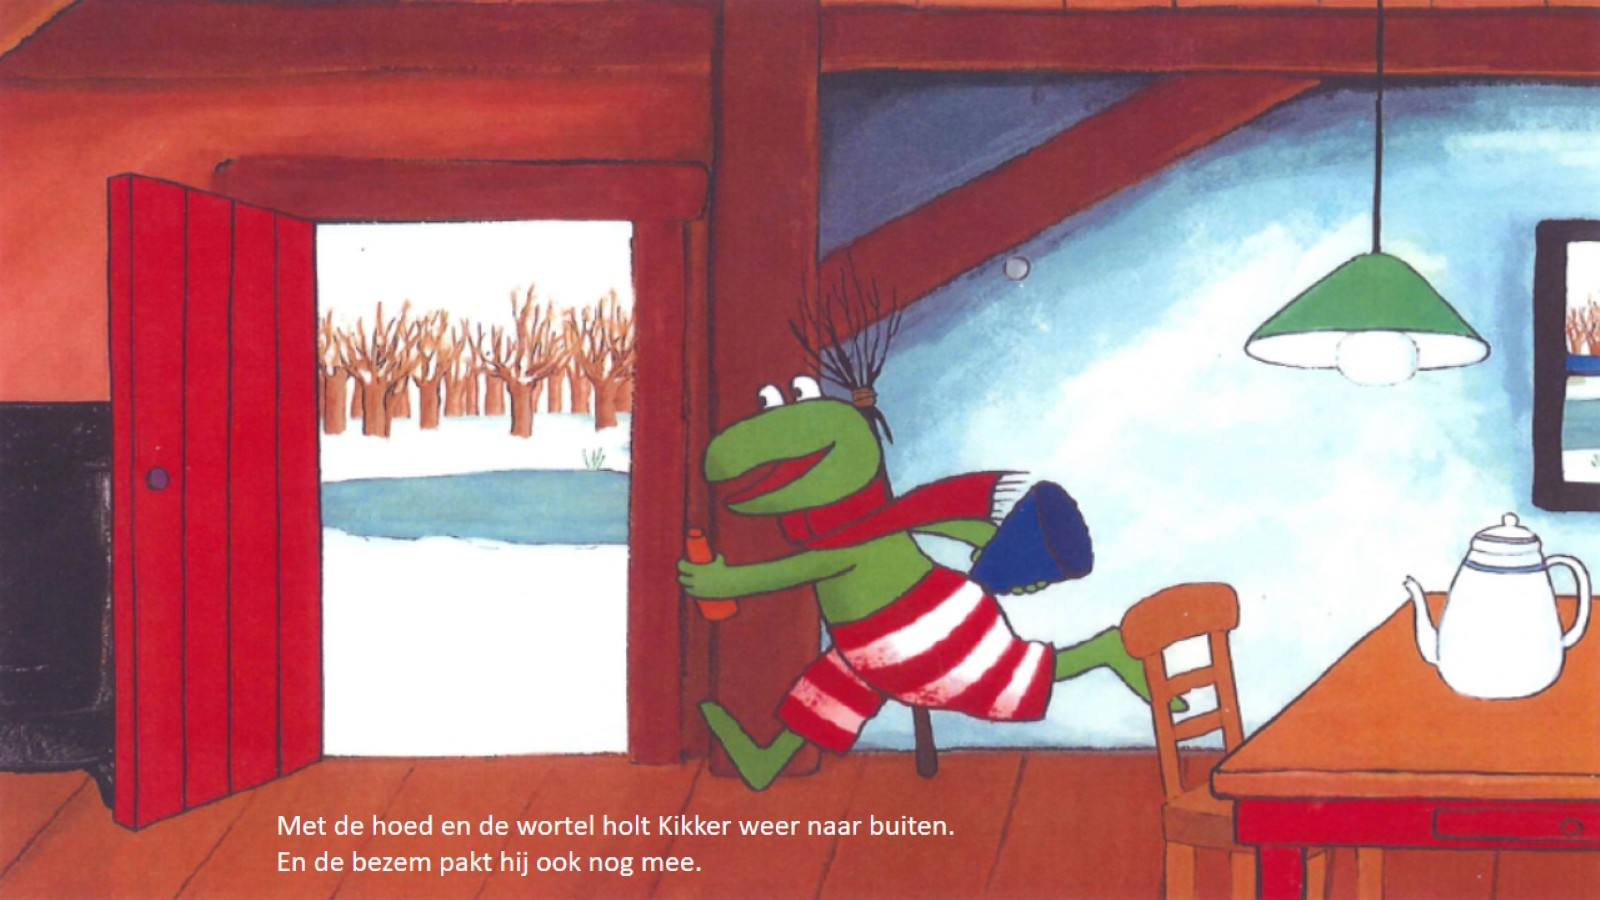 Met de hoed en de wortel holt Kikker weer naar buiten.
En de bezem pakt hij ook nog mee.